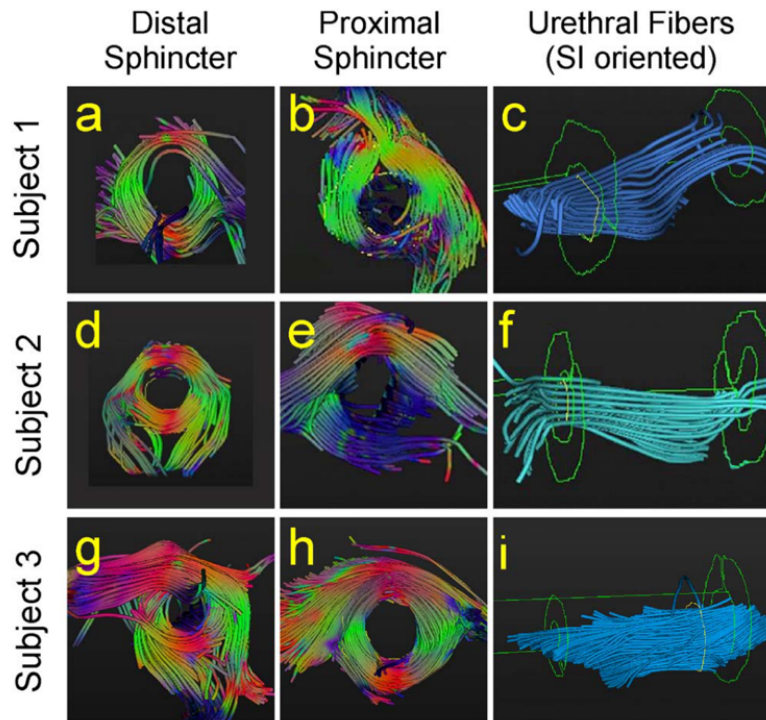 Distal
Sphincter
Proximal
Sphincter
Urethral Fibers
(SI oriented)
Subject 1
a
b
c
Subject 2
d
e
f
Subject 3
g
h
i